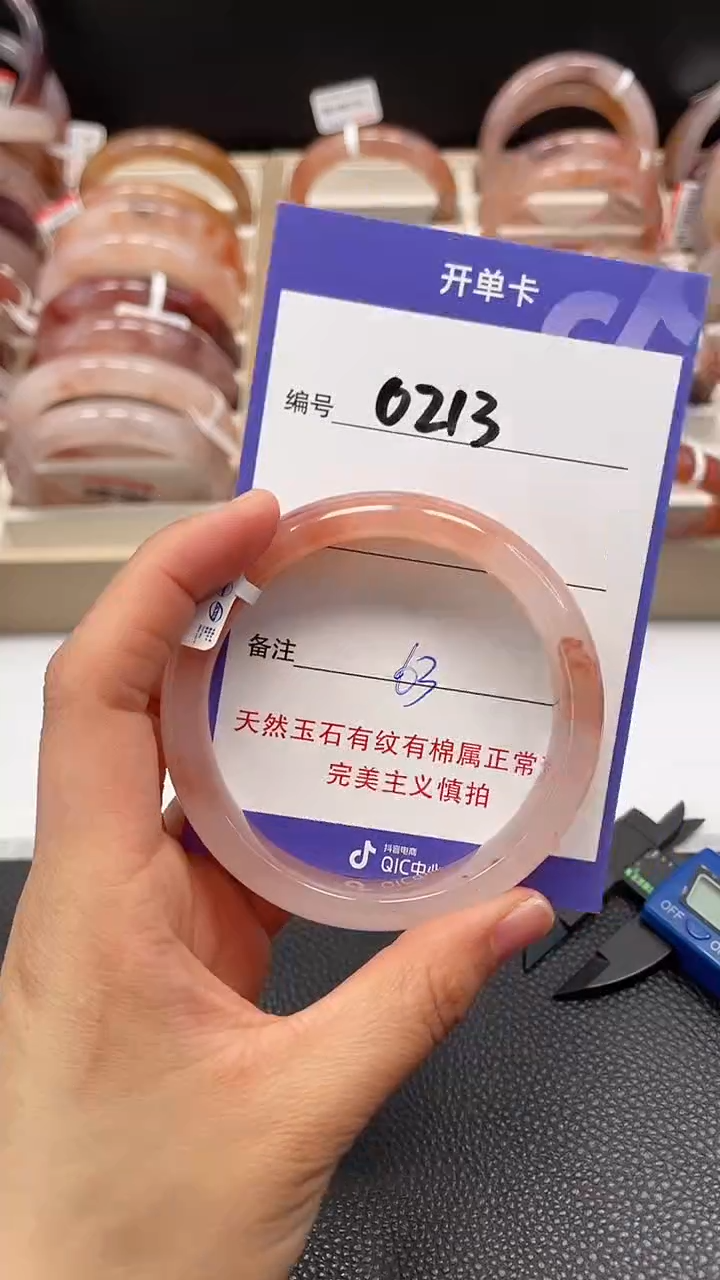 开单卡
编号 0213
备注 63
天然玉石有纹有棉属正常
完美主义慎拍
抖音电商
QIC中心
OFF